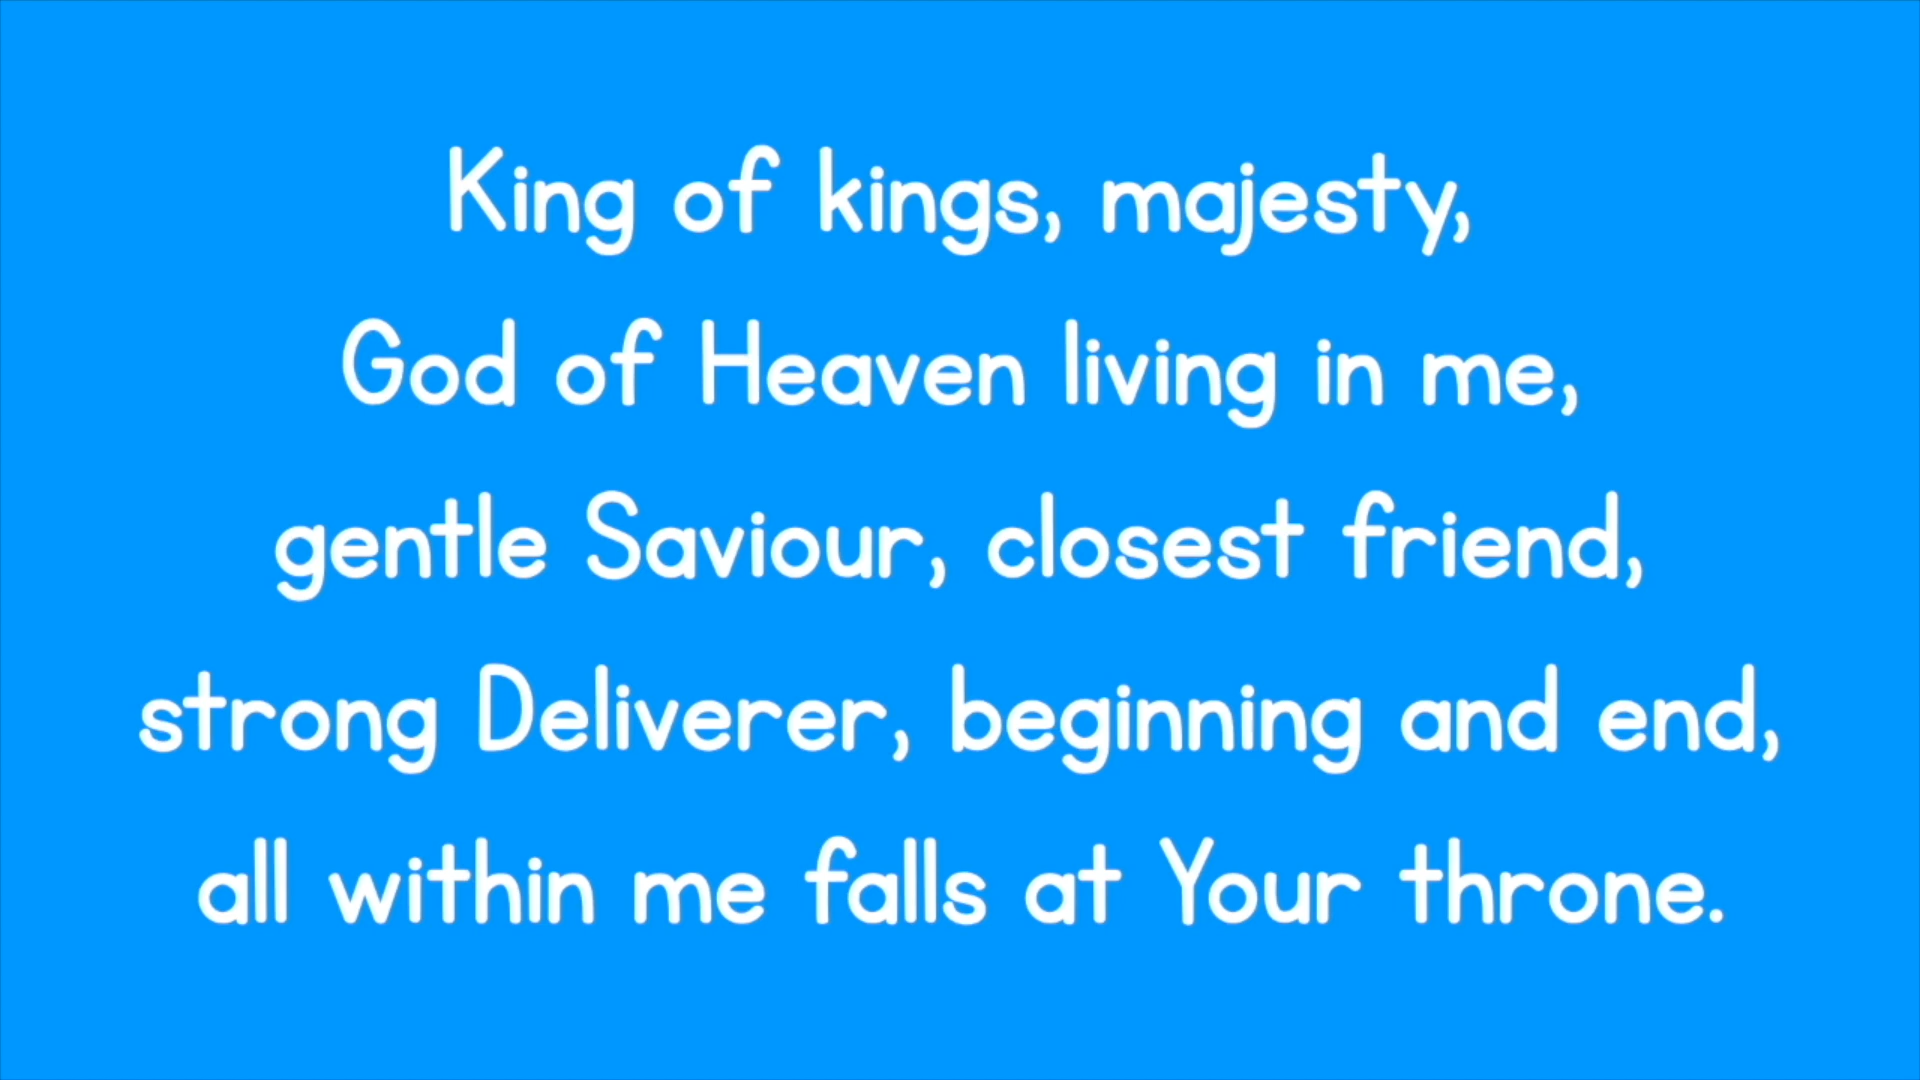 King of kings, majesty,
God of Heaven living in me,
gentle Saviour, closest friend,
strong Deliverer, beginning and end,
all within me falls at Your throne.